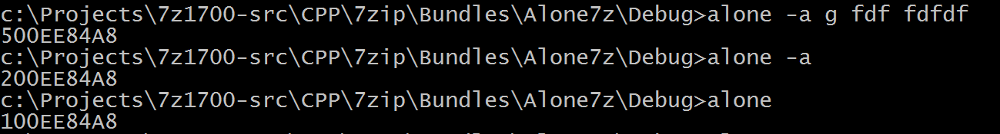 c:\Projects\7z1700-src\CPP\7zip\Bundles\Alone7z\Debug>alone -a g fdf fdfdf
500EE84A8
c:\Projects\7z1700-src\CPP\7zip\Bundles\Alone7z\Debug>alone -a
200EE84A8
c:\Projects\7z1700-src\CPP\7zip\Bundles\Alone7z\Debug>alone
100EE84A8